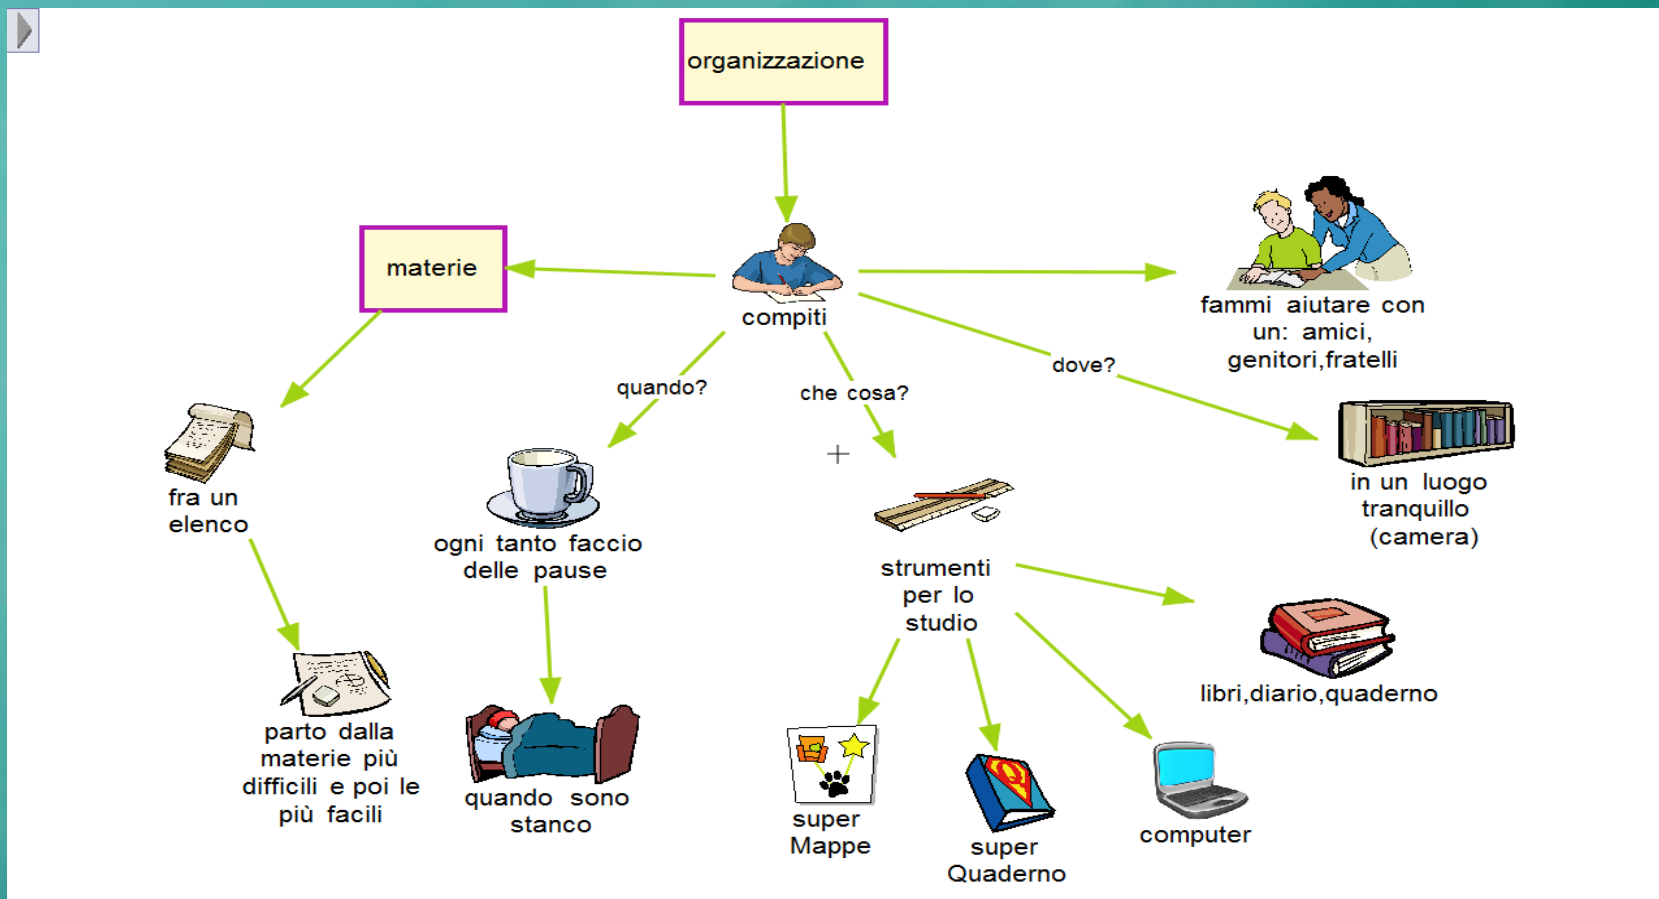 organizzazione
materie
compiti
fammi aiutare con
un: amici,
genitori,fratelli
quando?
che cosa?
dove?
fra un
elenco
ogni tanto faccio
delle pause
strumenti
per lo
studio
in un luogo
tranquillo
(camera)
parto dalla
materie più
difficili e poi le
più facili
quando sono
stanco
super
Mappe
super
Quaderno
computer
libri,diario,quaderno